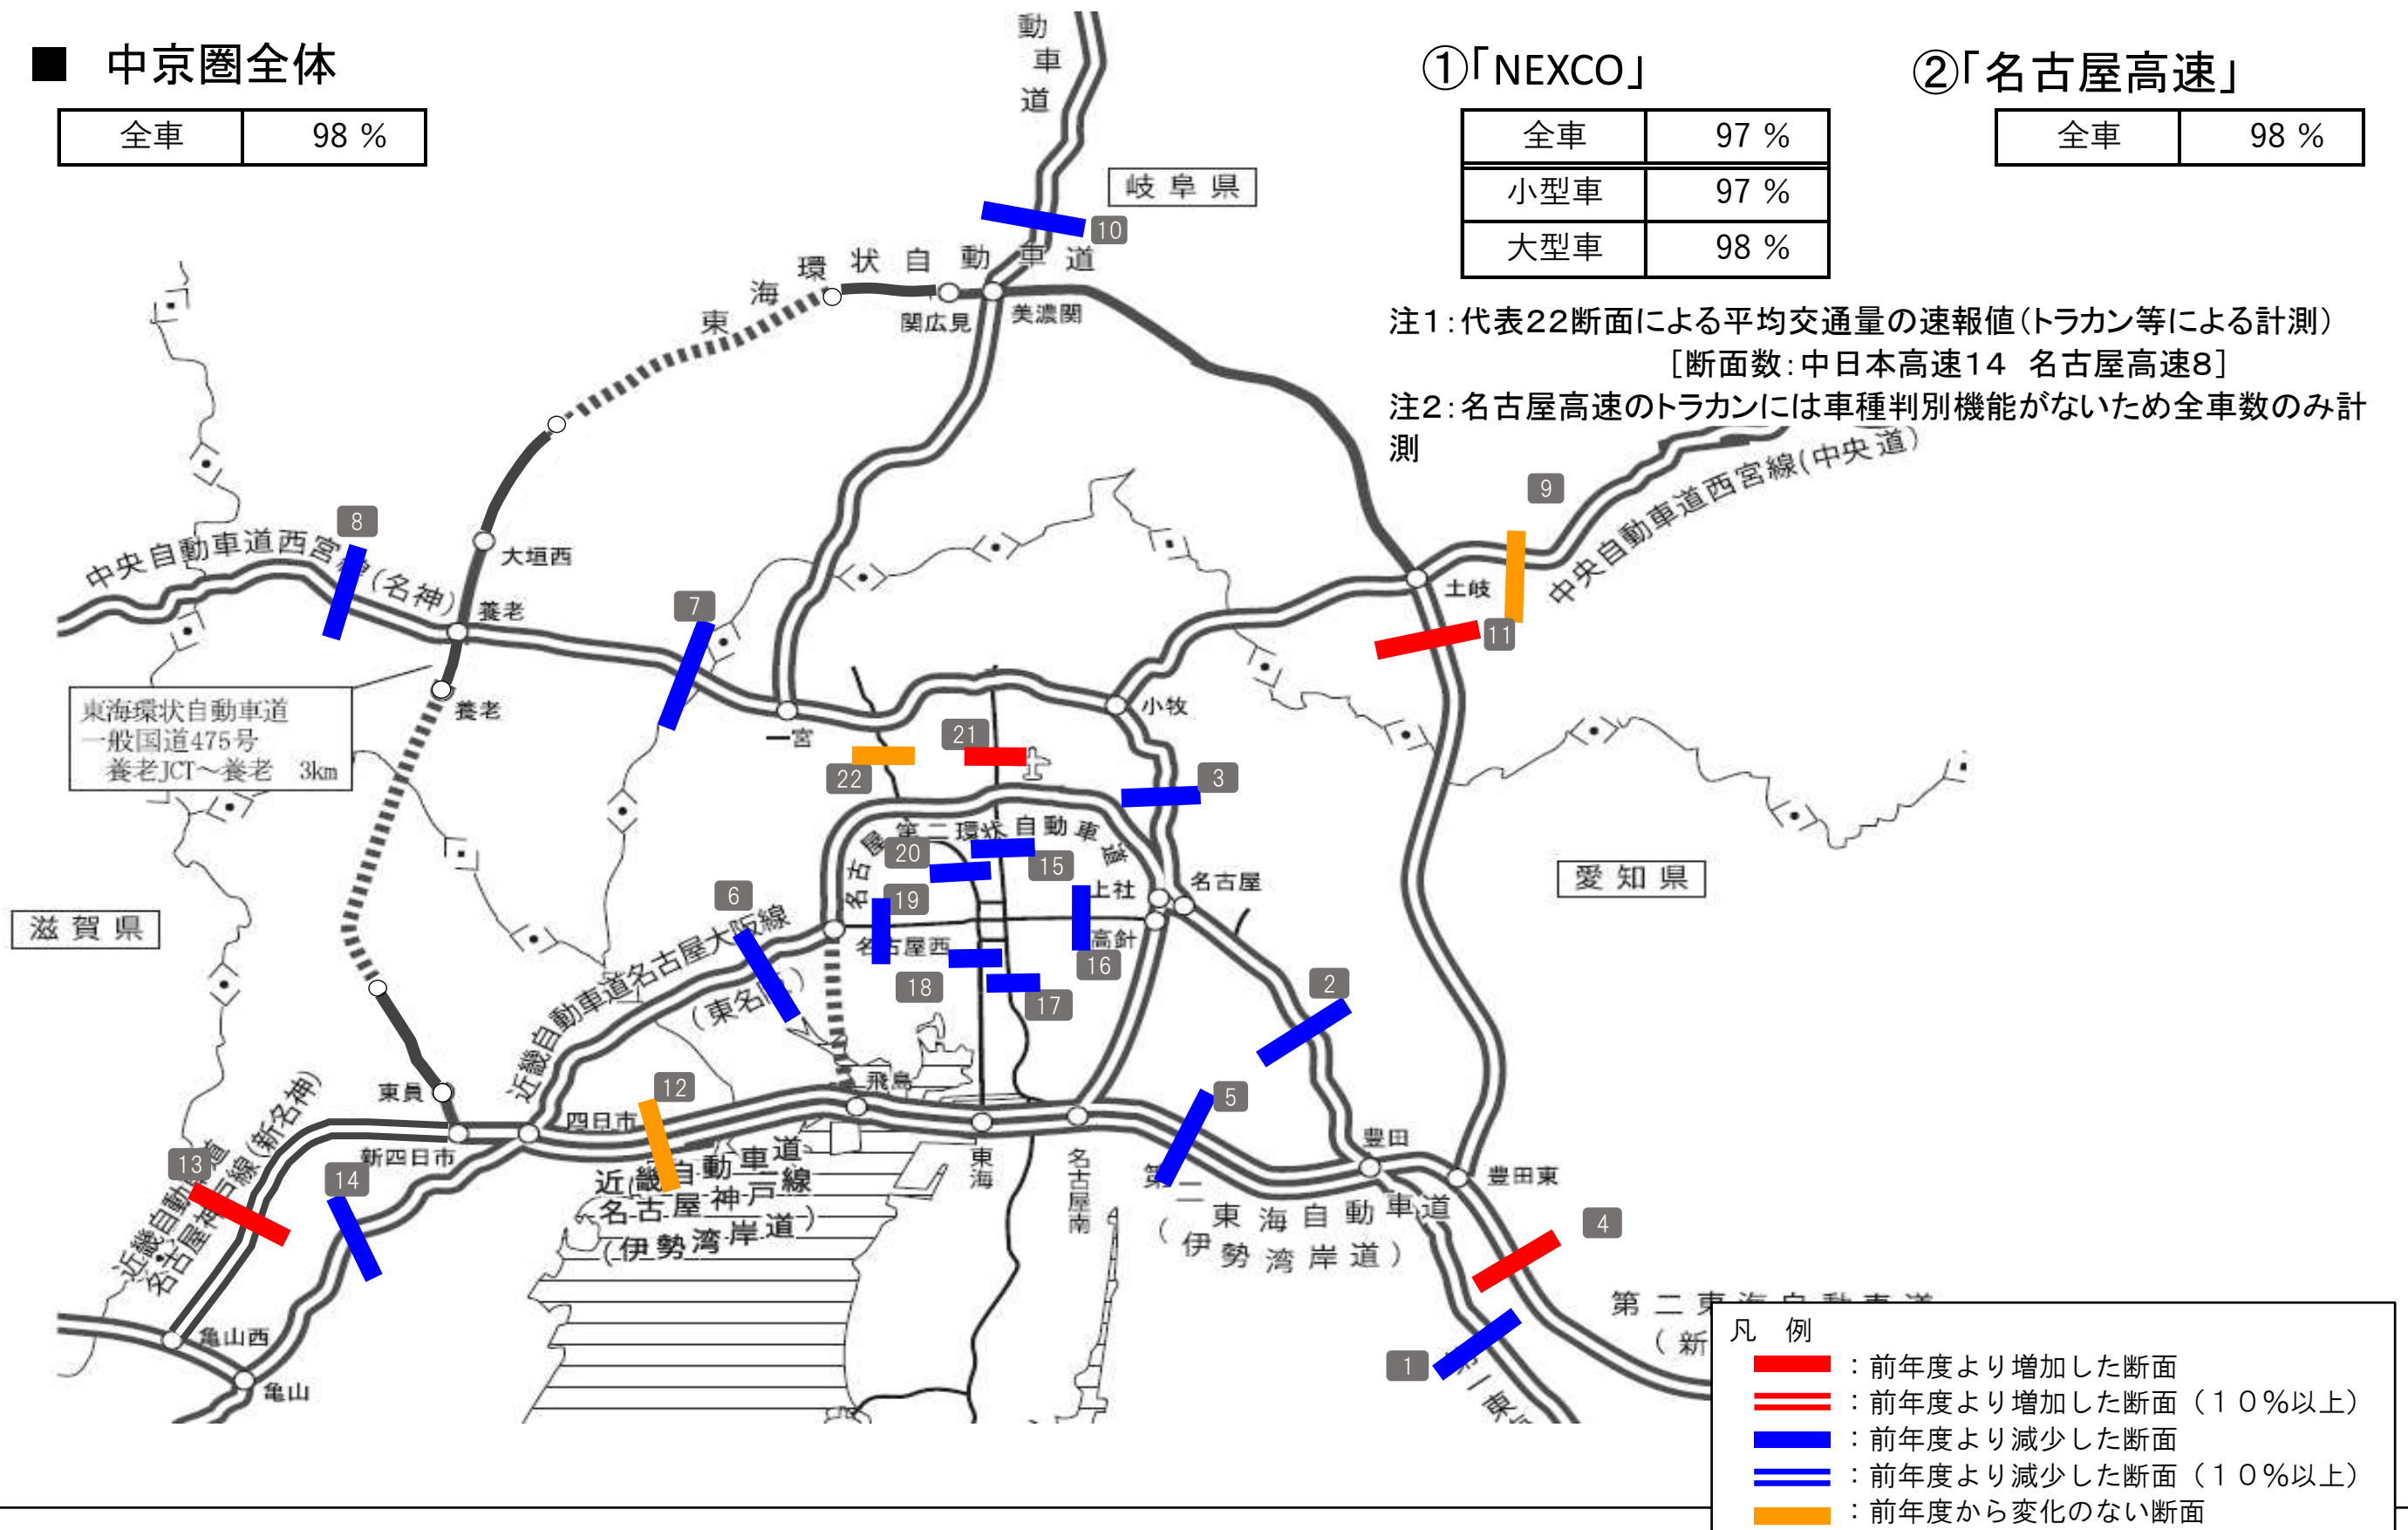 ■ 中京圏全体
全車 98 %
①「NEXCO」
全車 97 %
小型車 97 %
大型車 98 %
②「名古屋高速」
全車 98 %
注1：代表22断面による平均交通量の速報値（トラカン等による計測）
［断面数：中日本高速14　名古屋高速8］
注2：名古屋高速のトラカンには車種判別機能がないため全車数のみ計
測
動車道
岐阜県
10
東海環状自動車道
関広見
美濃関
9
中央自動車道西宮線(中央道)
8
中央自動車道西宮線(名神)
大垣西
養老
7
土岐
11
東海環状自動車道
一般国道475号
養老JCT～養老　3km
養老
一宮
小牧
21
22
3
名古屋第二環状自動車道
20
15
上社
名古屋
愛知県
滋賀県
6
19
名古屋西
高針
16
近畿自動車道名古屋大阪線
(東名阪)
18
17
2
東員
12
飛島
5
四日市
新四日市
近畿自動車道
名古屋神戸線(新名神)
13
14
近畿自動車道
名古屋神戸線
(伊勢湾岸道)
東海
名古屋南
豊田
豊田東
第二東海自動車道
(伊勢湾岸道)
4
亀山西
亀山
1
第二東海自動車道
(新
第一東
凡　例
：前年度より増加した断面
：前年度より増加した断面（１０％以上）
：前年度より減少した断面
：前年度より減少した断面（１０％以上）
：前年度から変化のない断面